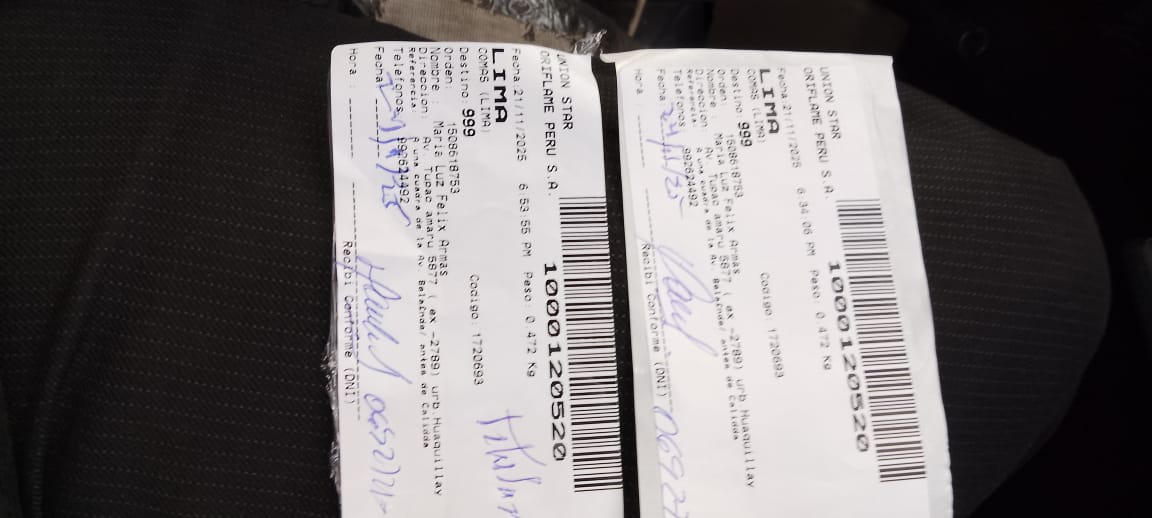 UNION STAR
ORIFLAME PERU S.A.
1000120520
Fecha:21/11/2025 6 34:06 PM Peso: 0.472 Kg
LIMA
COMAS (LIMA)
Destino: 999 Codigo: 1720693
Orden: 1508618753
Nombre : Maria Luz Felix Armas
Direccion: Av. Tupac amaru 5877 ( ex -2789) urb Huaquillay
Referencia: A una cuadra de la Av. Belaunde/ antes de Calidda
Telefonos 992624492
Fecha:
Hora : Recibi Conforme (DNI)
UNION STAR
ORIFLAME PERU S.A.
1000120520
Fecha:21/11/2025 6 53:55 PM Peso: 0.472 Kg
LIMA
COMAS (LIMA)
Destino: 999 Codigo: 1720693
Orden: 1508618753
Nombre : Maria Luz Felix Armas
Direccion: Av. Tupac amaru 5877 ( ex -2789) urb Huaquillay
Referencia: A una cuadra de la Av. Belaunde/ antes de Calidda
Telefonos 992624492
Fecha:
Hora : Recibi Conforme (DNI)